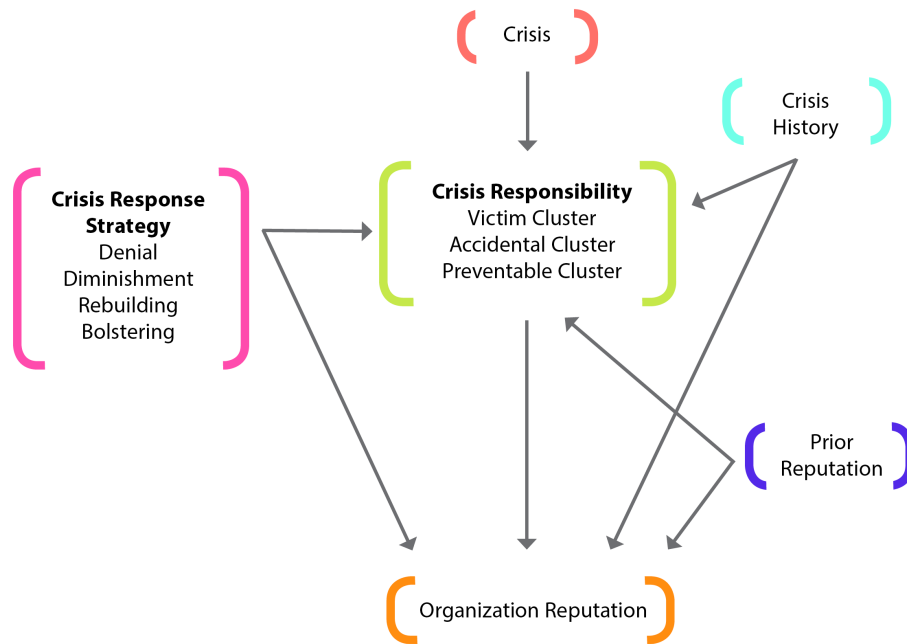 Crisis
Crisis
History
Crisis Response
Strategy
Denial
Diminishment
Rebuilding
Bolstering
Crisis Responsibility
Victim Cluster
Accidental Cluster
Preventable Cluster
Prior
Reputation
Organization Reputation